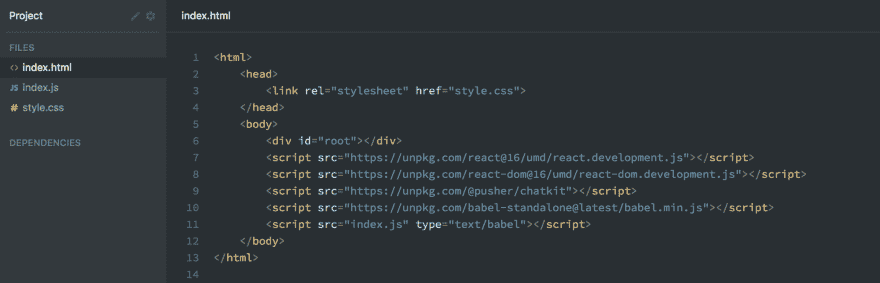 Project
index.html
FILES
<> index.html
JS index.js
# style.css
DEPENDENCIES
1 <html>
2     <head>
3         <link rel="stylesheet" href="style.css">
4     </head>
5     <body>
6         <div id="root"></div>
7         <script src="https://unpkg.com/react@16/umd/react.development.js"></script>
8         <script src="https://unpkg.com/react-dom@16/umd/react-dom.development.js"></script>
9         <script src="https://unpkg.com/@pusher/chatkit"></script>
10         <script src="https://unpkg.com/babel-standalone@latest/babel.min.js"></script>
11         <script src="index.js" type="text/babel"></script>
12     </body>
13 </html>
14